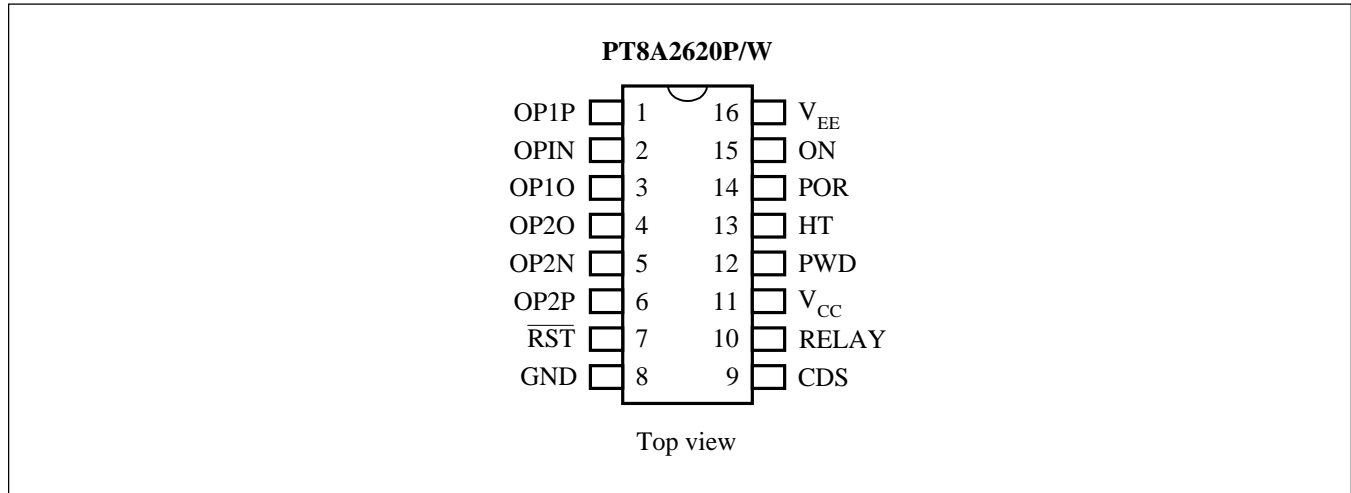 PT8A2620P/W
OP1P 1 16 VEE
OPIN 2 15 ON
OP1O 3 14 POR
OP2O 4 13 HT
OP2N 5 12 PWD
OP2P 6 11 VCC
RST 7 10 RELAY
GND 8 9 CDS
Top view